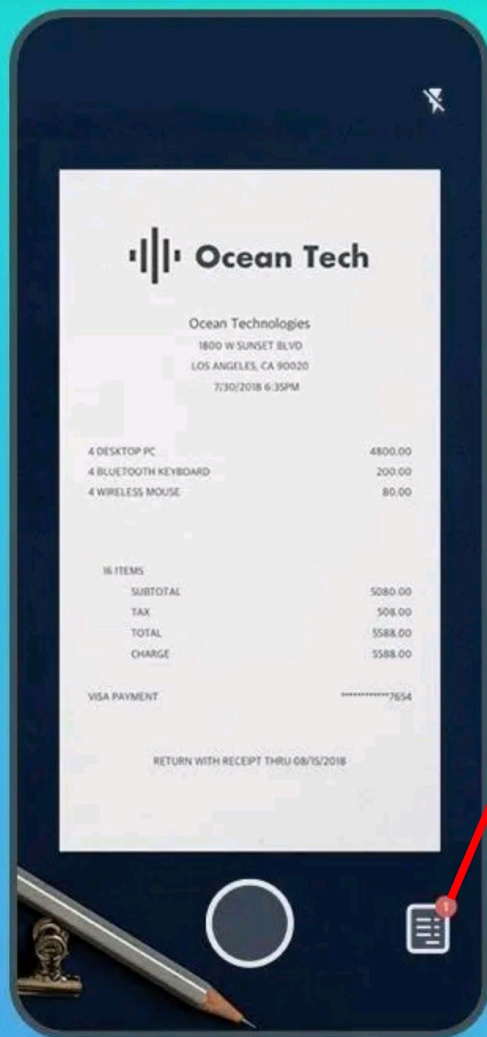 Ocean Tech
Ocean Technologies
1800 W SUNSET BLVD
LOS ANGELES, CA 90020
7/30/2018 6:35PM
4 DESKTOP PC 4800.00
4 BLUETOOTH KEYBOARD 200.00
4 WIRELESS MOUSE 80.00
16 ITEMS
SUBTOTAL 5080.00
TAX 508.00
TOTAL 5588.00
CHARGE 5588.00
VISA PAYMENT ************7654
RETURN WITH RECEIPT THRU 08/15/2018
1